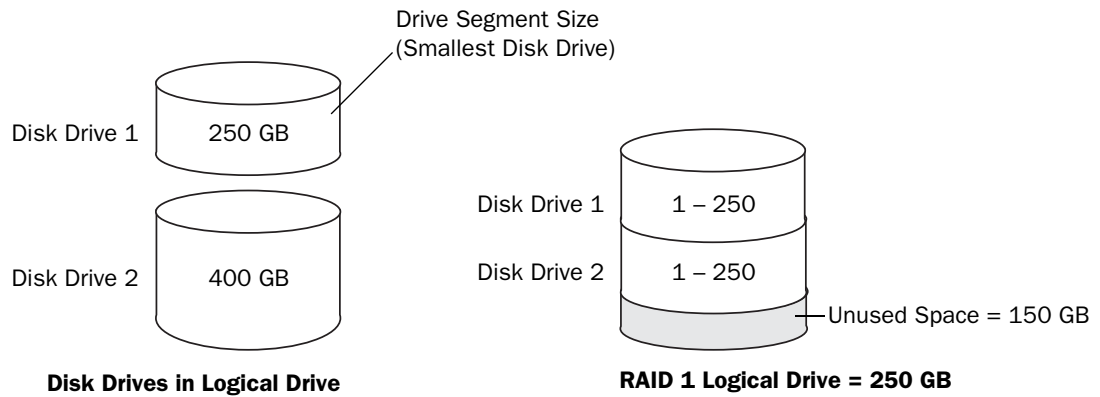 Drive Segment Size
(Smallest Disk Drive)
Disk Drive 1
250 GB
Disk Drive 2
400 GB
Disk Drives in Logical Drive
Disk Drive 1
1 – 250
Disk Drive 2
1 – 250
Unused Space = 150 GB
RAID 1 Logical Drive = 250 GB